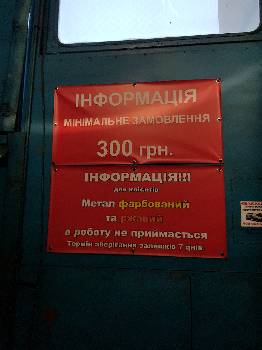 ІНФОРМАЦІЯ
МІНІМАЛЬНЕ ЗАМОВЛЕННЯ
300 грн.
ІНФОРМАЦІЯ!!!
для клієнтів
Метал фарбований
та ржавий
в роботу не приймається
Термін зберігання залишків 7 днів